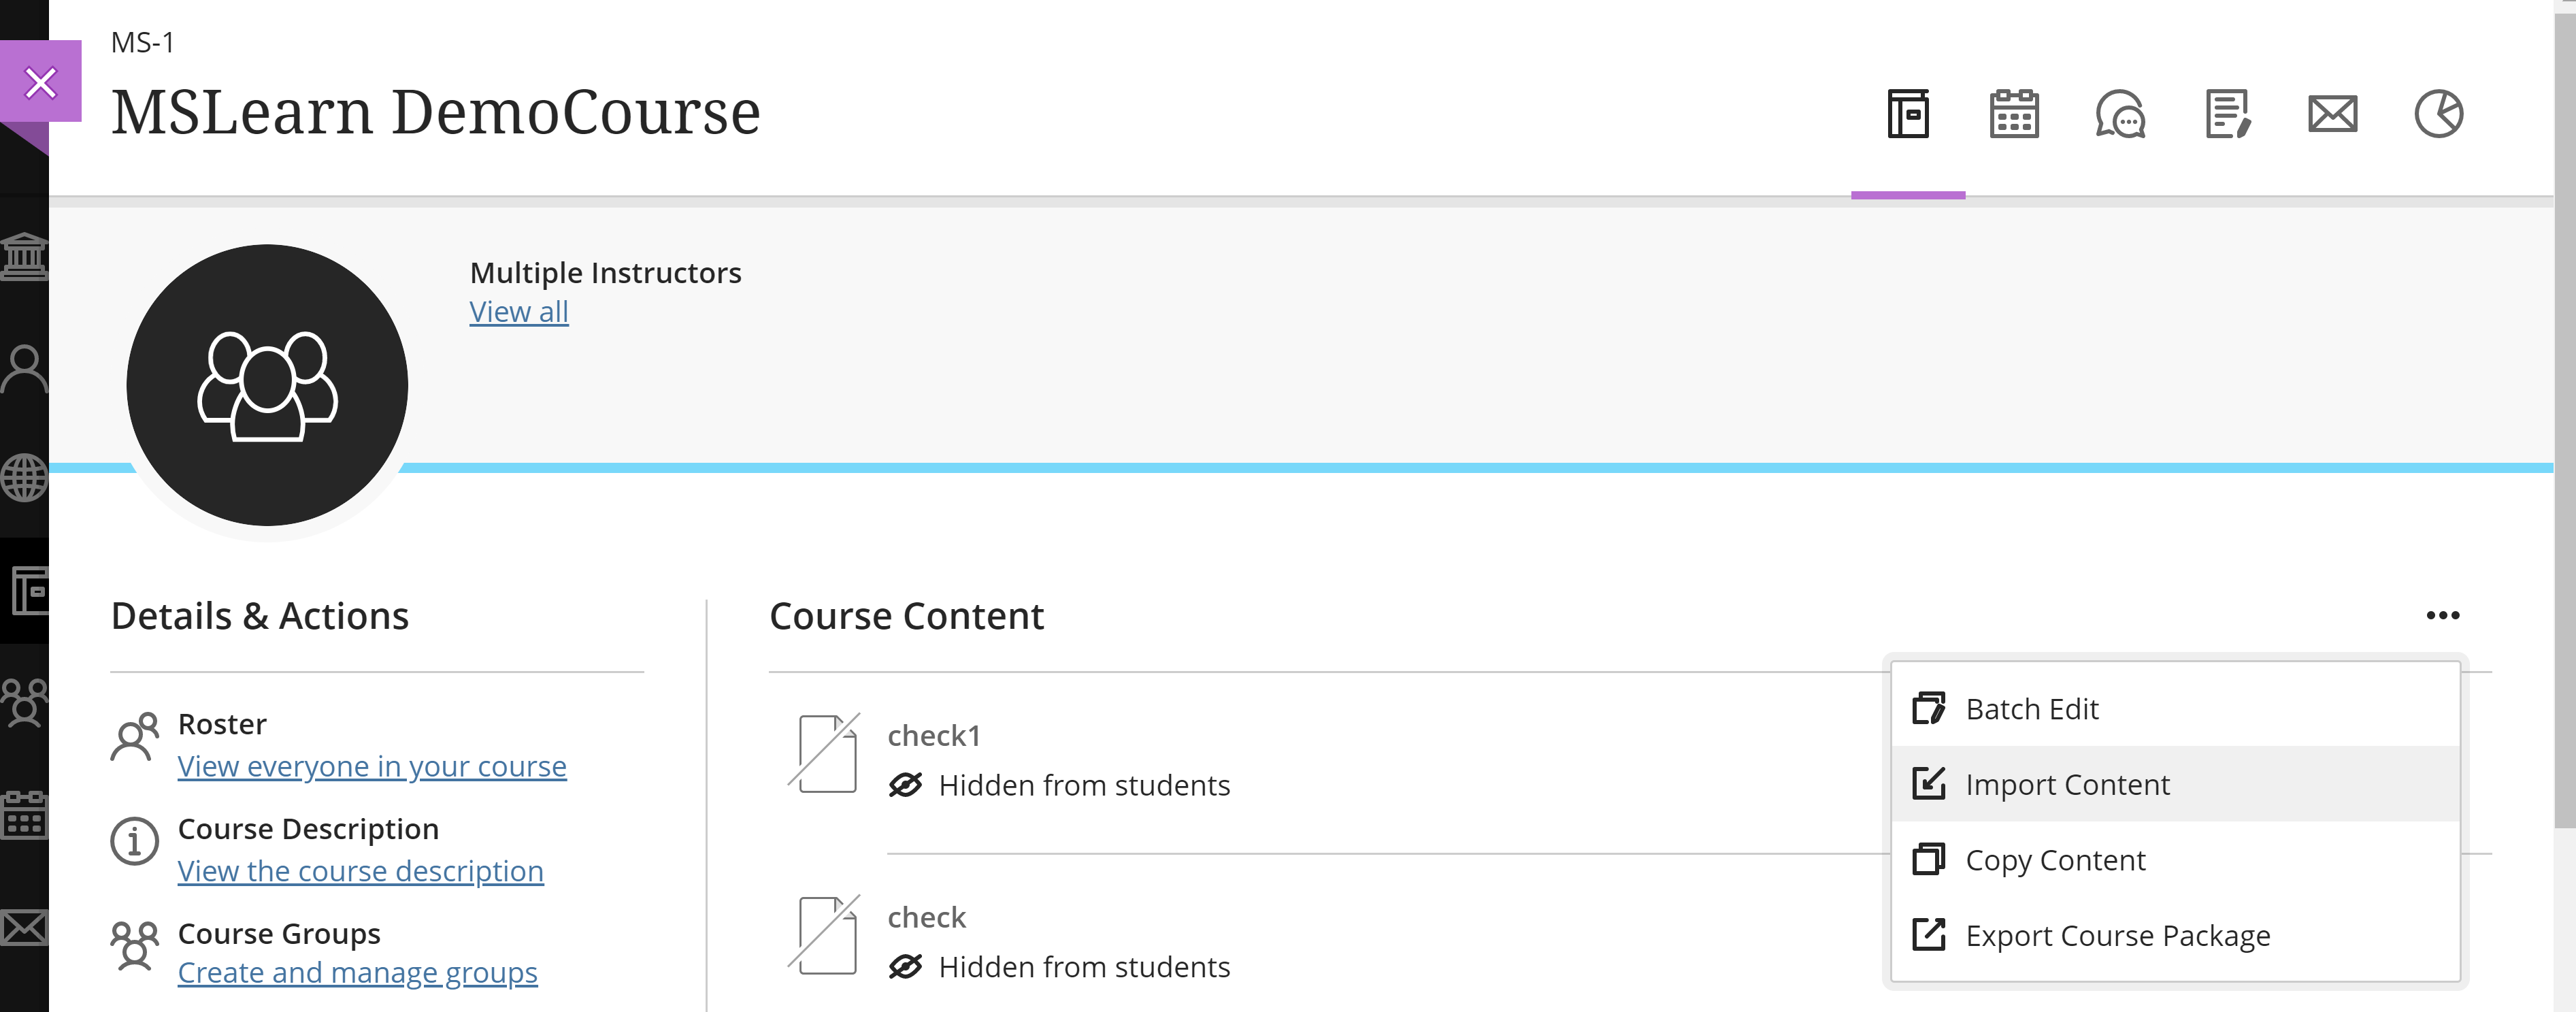 MS-1
MSLearn DemoCourse
Multiple Instructors
View all
Details & Actions
Roster
View everyone in your course
Course Description
View the course description
Course Groups
Create and manage groups
Course Content
check1
Hidden from students
check
Hidden from students
Batch Edit
Import Content
Copy Content
Export Course Package